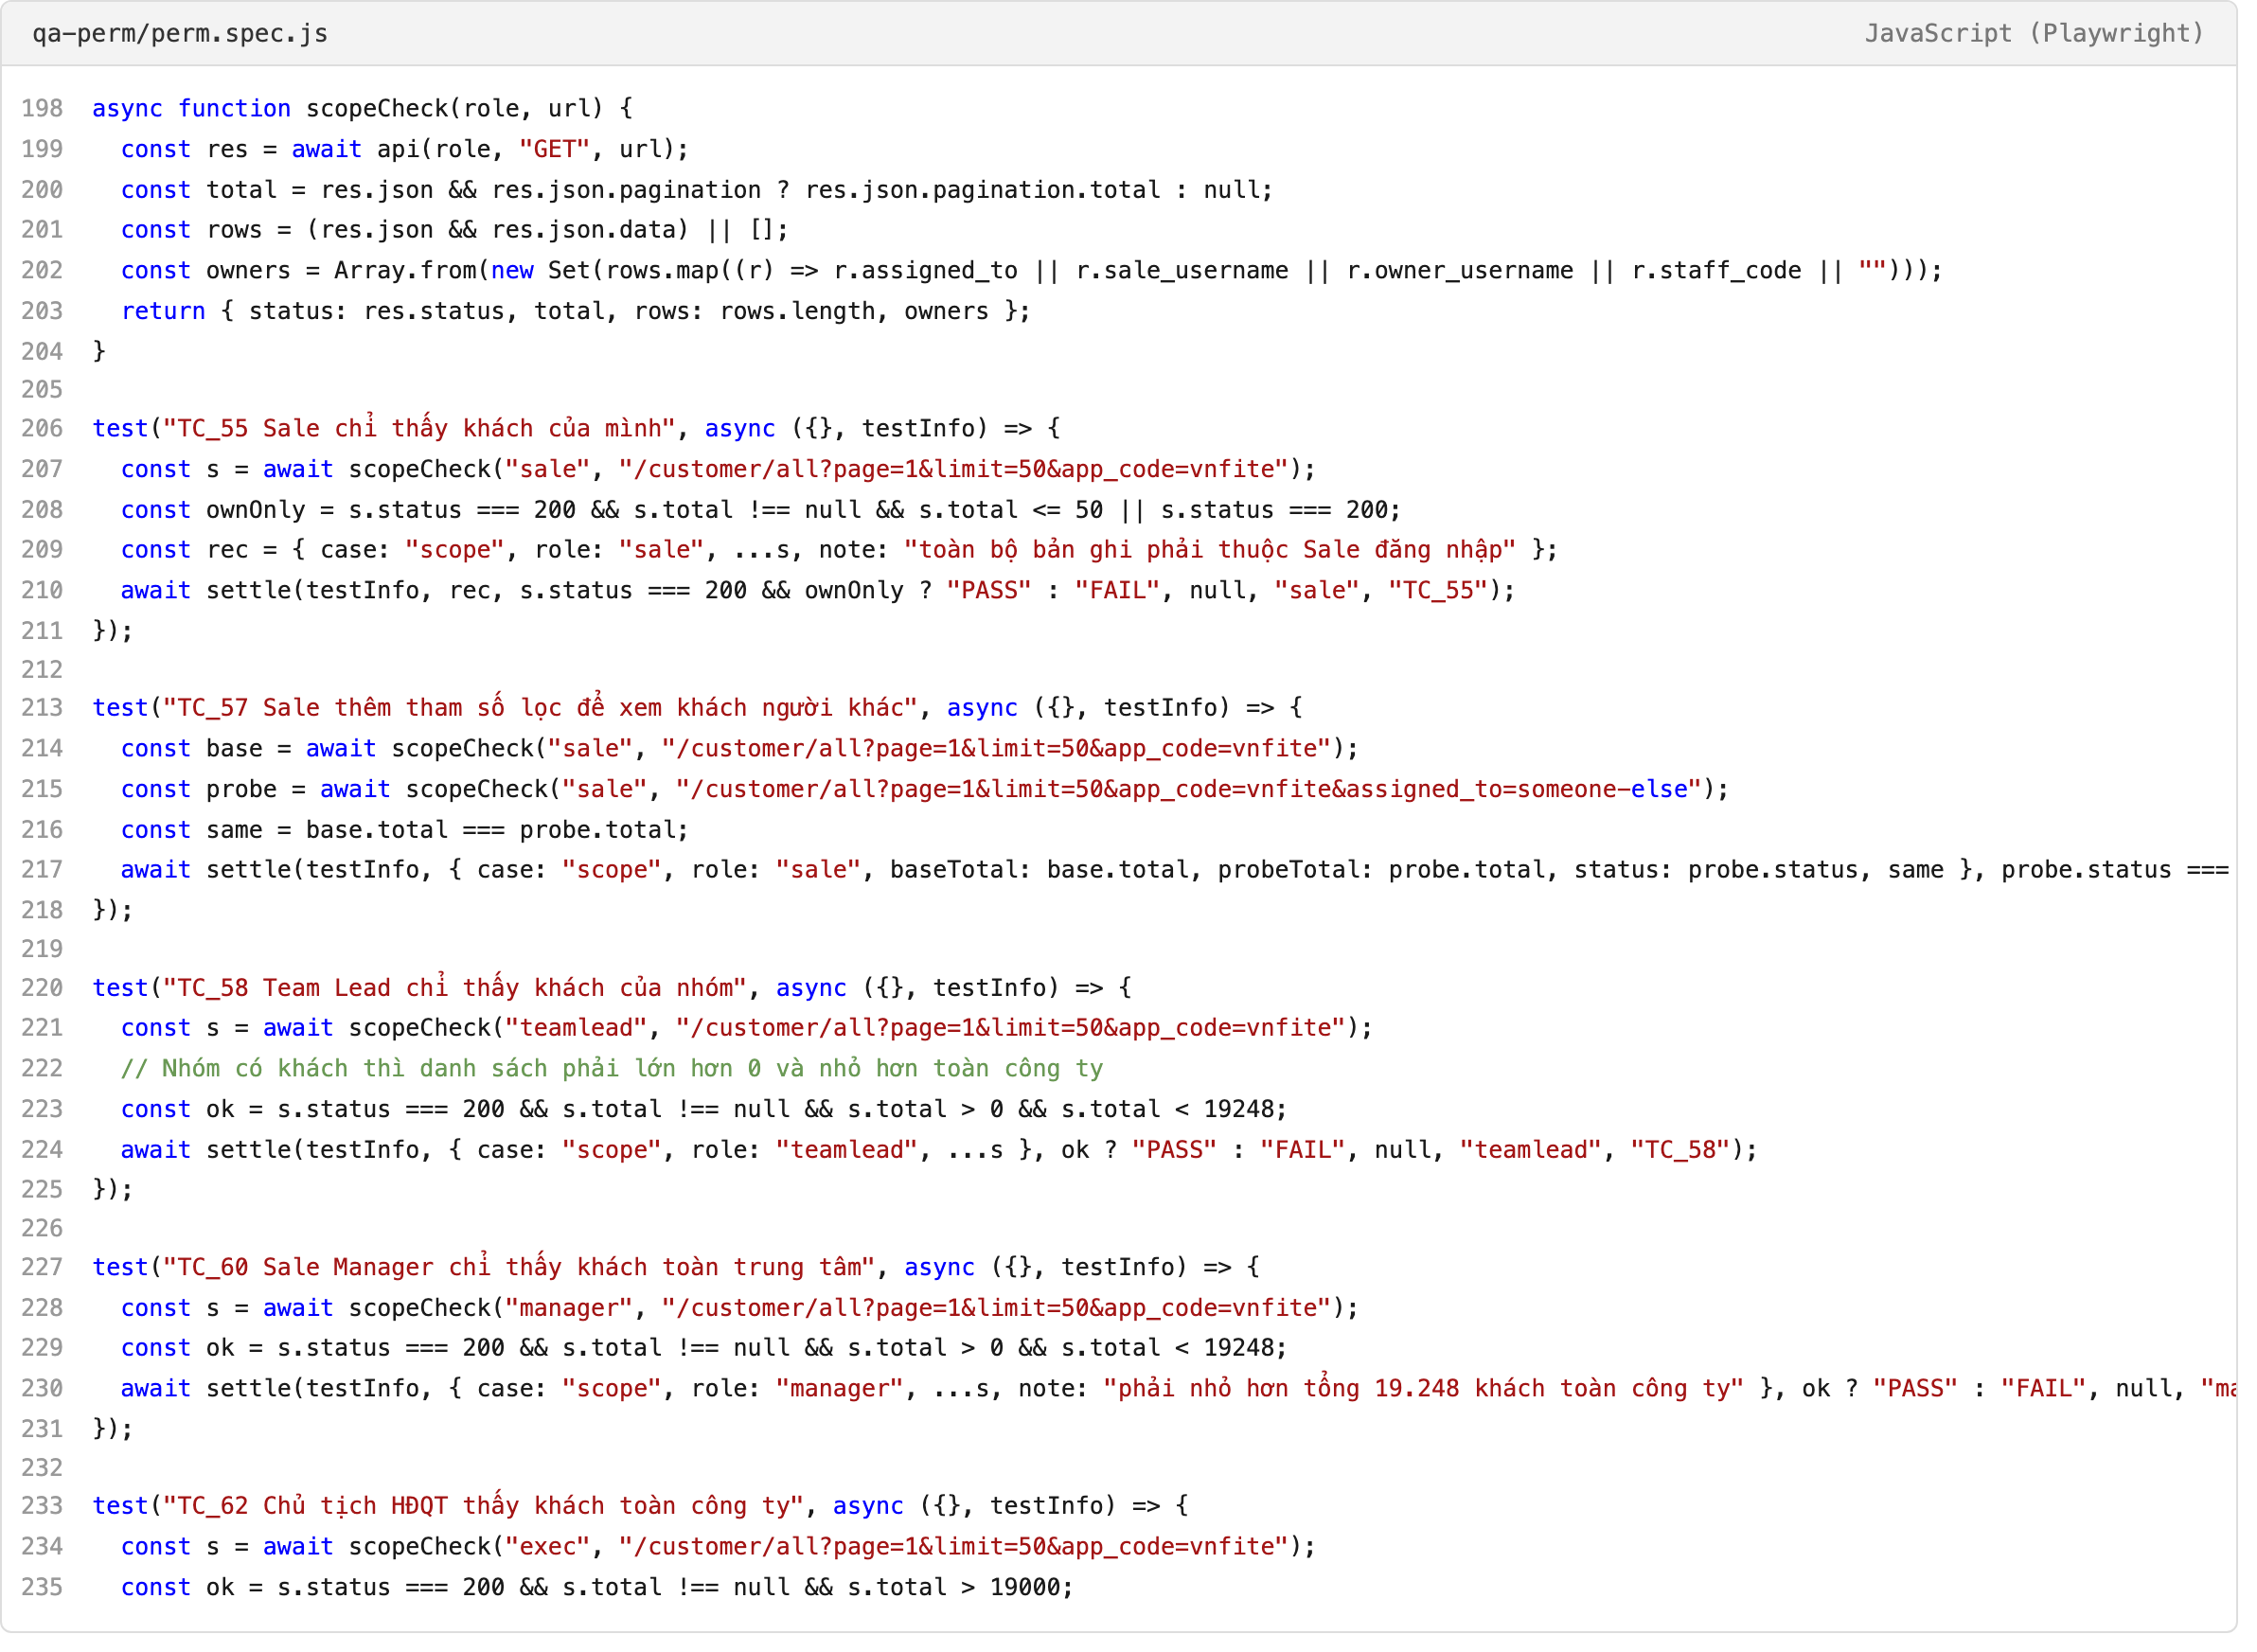 qa-perm/perm.spec.js
JavaScript (Playwright)
198 async function scopeCheck(role, url) {
199   const res = await api(role, "GET", url);
200   const total = res.json && res.json.pagination ? res.json.pagination.total : null;
201   const rows = (res.json && res.json.data) || [];
202   const owners = Array.from(new Set(rows.map((r) => r.assigned_to || r.sale_username || r.owner_username || r.staff_code || "")));
203   return { status: res.status, total, rows: rows.length, owners };
204 }
205
206 test("TC_55 Sale chỉ thấy khách của mình", async ({}, testInfo) => {
207   const s = await scopeCheck("sale", "/customer/all?page=1&limit=50&app_code=vnfite");
208   const ownOnly = s.status === 200 && s.total !== null && s.total <= 50 || s.status === 200;
209   const rec = { case: "scope", role: "sale", ...s, note: "toàn bộ bản ghi phải thuộc Sale đăng nhập" };
210   await settle(testInfo, rec, s.status === 200 && ownOnly ? "PASS" : "FAIL", null, "sale", "TC_55");
211 });
212
213 test("TC_57 Sale thêm tham số lọc để xem khách người khác", async ({}, testInfo) => {
214   const base = await scopeCheck("sale", "/customer/all?page=1&limit=50&app_code=vnfite");
215   const probe = await scopeCheck("sale", "/customer/all?page=1&limit=50&app_code=vnfite&assigned_to=someone-else");
216   const same = base.total === probe.total;
217   await settle(testInfo, { case: "scope", role: "sale", baseTotal: base.total, probeTotal: probe.total, status: probe.status, same }, probe.status ===
218 });
219
220 test("TC_58 Team Lead chỉ thấy khách của nhóm", async ({}, testInfo) => {
221   const s = await scopeCheck("teamlead", "/customer/all?page=1&limit=50&app_code=vnfite");
222   // Nhóm có khách thì danh sách phải lớn hơn 0 và nhỏ hơn toàn công ty
223   const ok = s.status === 200 && s.total !== null && s.total > 0 && s.total < 19248;
224   await settle(testInfo, { case: "scope", role: "teamlead", ...s }, ok ? "PASS" : "FAIL", null, "teamlead", "TC_58");
225 });
226
227 test("TC_60 Sale Manager chỉ thấy khách toàn trung tâm", async ({}, testInfo) => {
228   const s = await scopeCheck("manager", "/customer/all?page=1&limit=50&app_code=vnfite");
229   const ok = s.status === 200 && s.total !== null && s.total > 0 && s.total < 19248;
230   await settle(testInfo, { case: "scope", role: "manager", ...s, note: "phải nhỏ hơn tổng 19.248 khách toàn công ty" }, ok ? "PASS" : "FAIL", null,
231 });
232
233 test("TC_62 Chủ tịch HĐQT thấy khách toàn công ty", async ({}, testInfo) => {
234   const s = await scopeCheck("exec", "/customer/all?page=1&limit=50&app_code=vnfite");
235   const ok = s.status === 200 && s.total !== null && s.total > 19000;